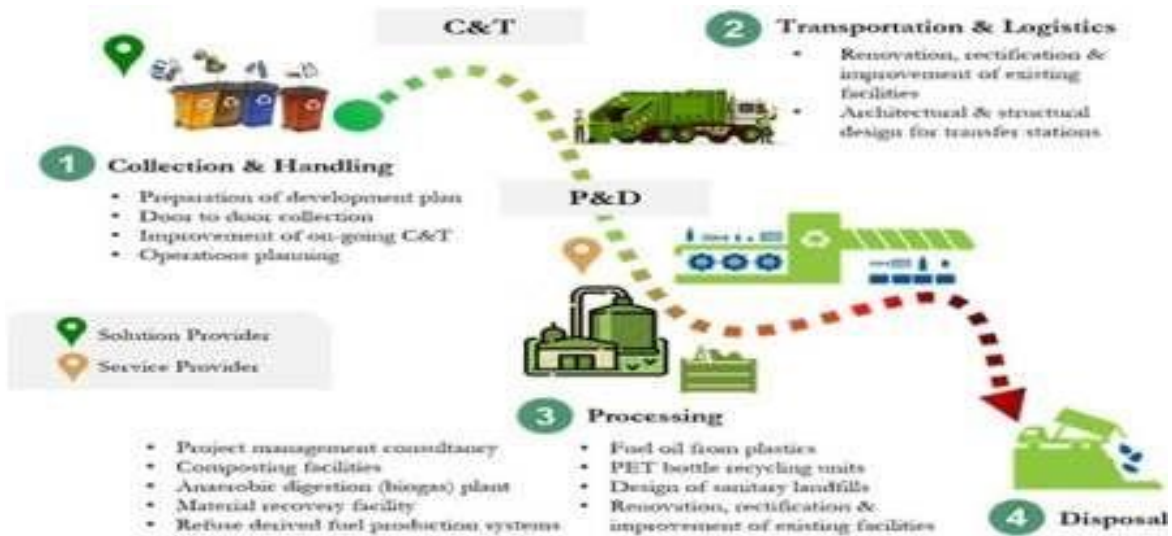 C&T
1 Collection & Handling
• Preparation of development plan
• Door to door collection
• Improvement of on-going C&T
• Operations planning
2 Transportation & Logistics
• Renovation, rectification &
improvement of existing
facilities
• Architectural & structural
design for transfer stations
P&D
Solution Provider
Service Provider
3 Processing
• Project management consultancy
• Composting facilities
• Anaerobic digestion (biogas) plant
• Material recovery facility
• Refuse derived fuel production systems
• Fuel oil from plastics
• PET bottle recycling units
• Design of sanitary landfills
• Renovation, rectification &
improvement of existing facilities
4 Disposal